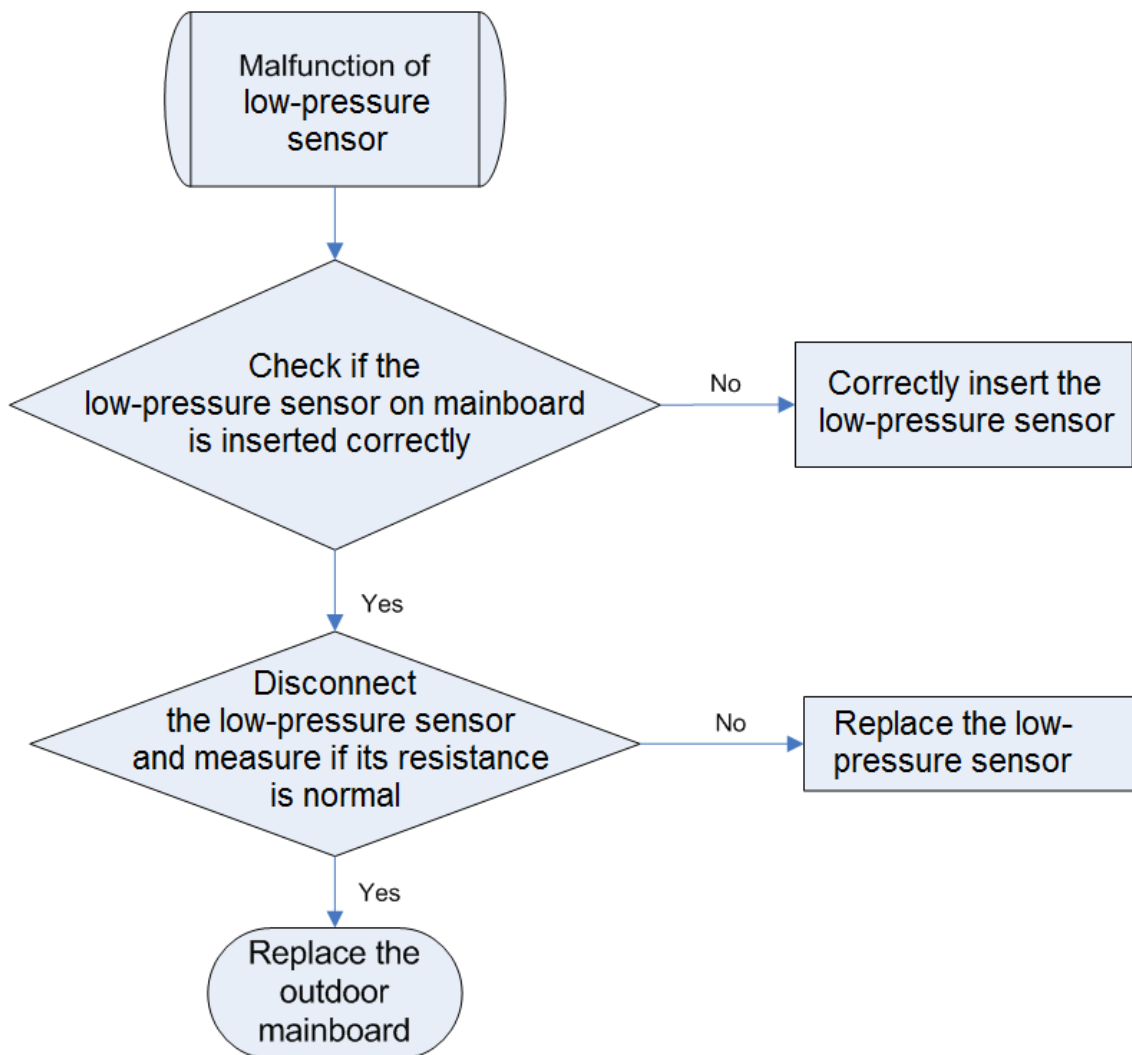 Malfunction of
low-pressure
sensor
Check if the
low-pressure sensor on mainboard
is inserted correctly
No
Correctly insert the
low-pressure sensor
Yes
Disconnect
the low-pressure sensor
and measure if its resistance
is normal
No
Replace the low-
pressure sensor
Yes
Replace the
outdoor
mainboard